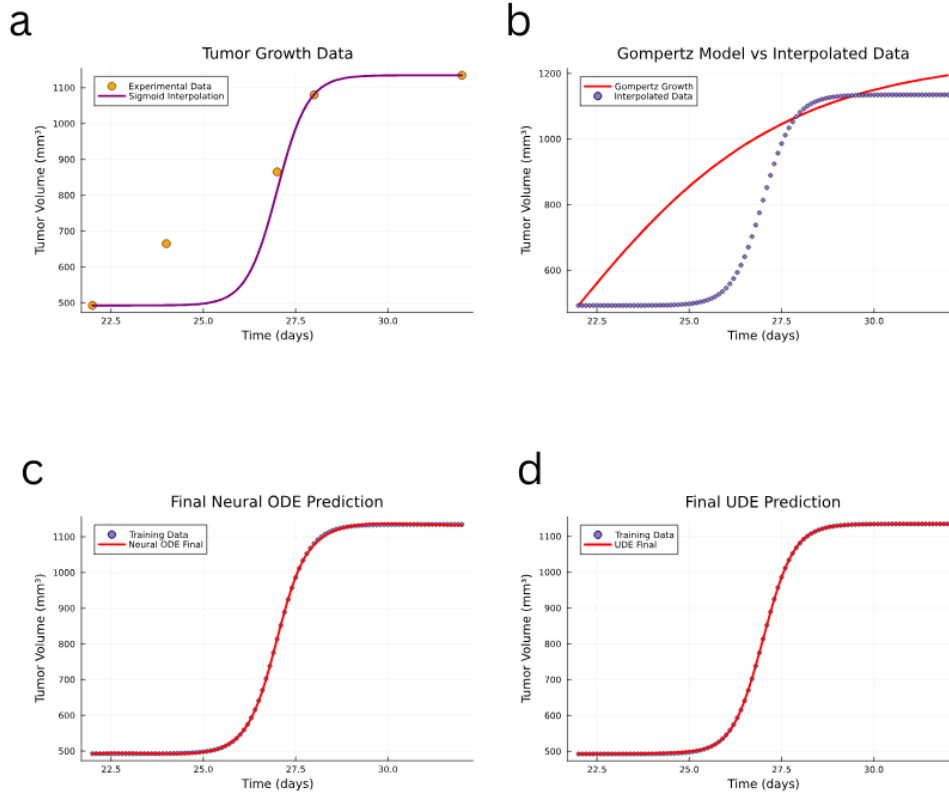 a
Tumor Growth Data
Experimental Data
Sigmoid Interpolation
Tumor Volume (mm³)
1100
1000
900
800
700
600
500
22.5 25.0 27.5 30.0
Time (days)
b
Gompertz Model vs Interpolated Data
Gompertz Growth
Interpolated Data
Tumor Volume (mm³)
1200
1000
800
600
22.5 25.0 27.5 30.0
Time (days)
c
Final Neural ODE Prediction
Training Data
Neural ODE Final
Tumor Volume (mm³)
1100
1000
900
800
700
600
500
22.5 25.0 27.5 30.0
Time (days)
d
Final UDE Prediction
Training Data
UDE Final
Tumor Volume (mm³)
1100
1000
900
800
700
600
500
22.5 25.0 27.5 30.0
Time (days)